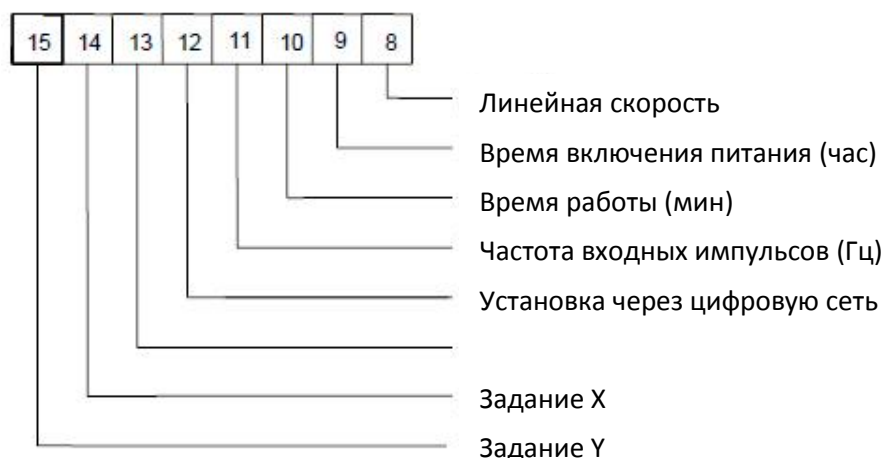 15 14 13 12 11 10 9 8
Линейная скорость
Время включения питания (час)
Время работы (мин)
Частота входных импульсов (Гц)
Установка через цифровую сеть
Задание X
Задание Y